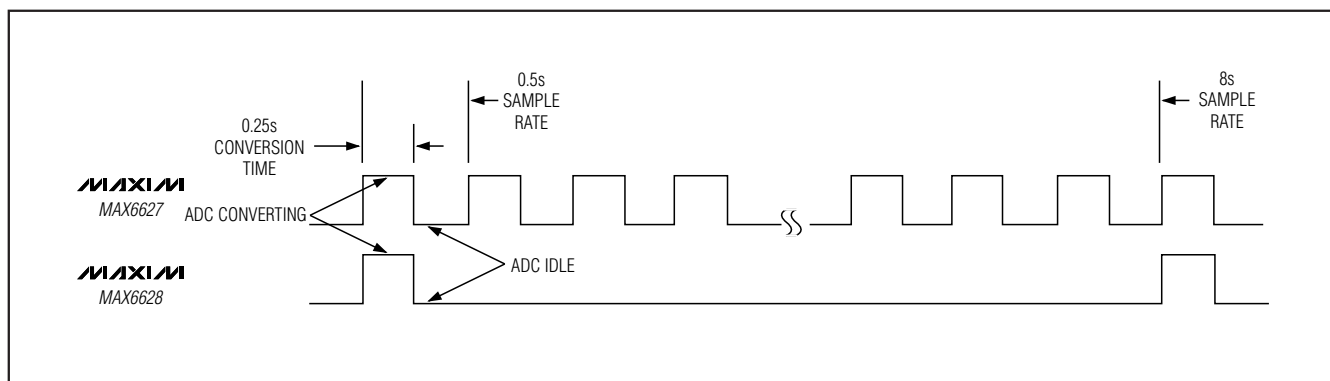 0.5s
SAMPLE
RATE
8s
SAMPLE
RATE
0.25s
CONVERSION
TIME
MAXIM
MAX6627
ADC CONVERTING
ADC IDLE
MAXIM
MAX6628